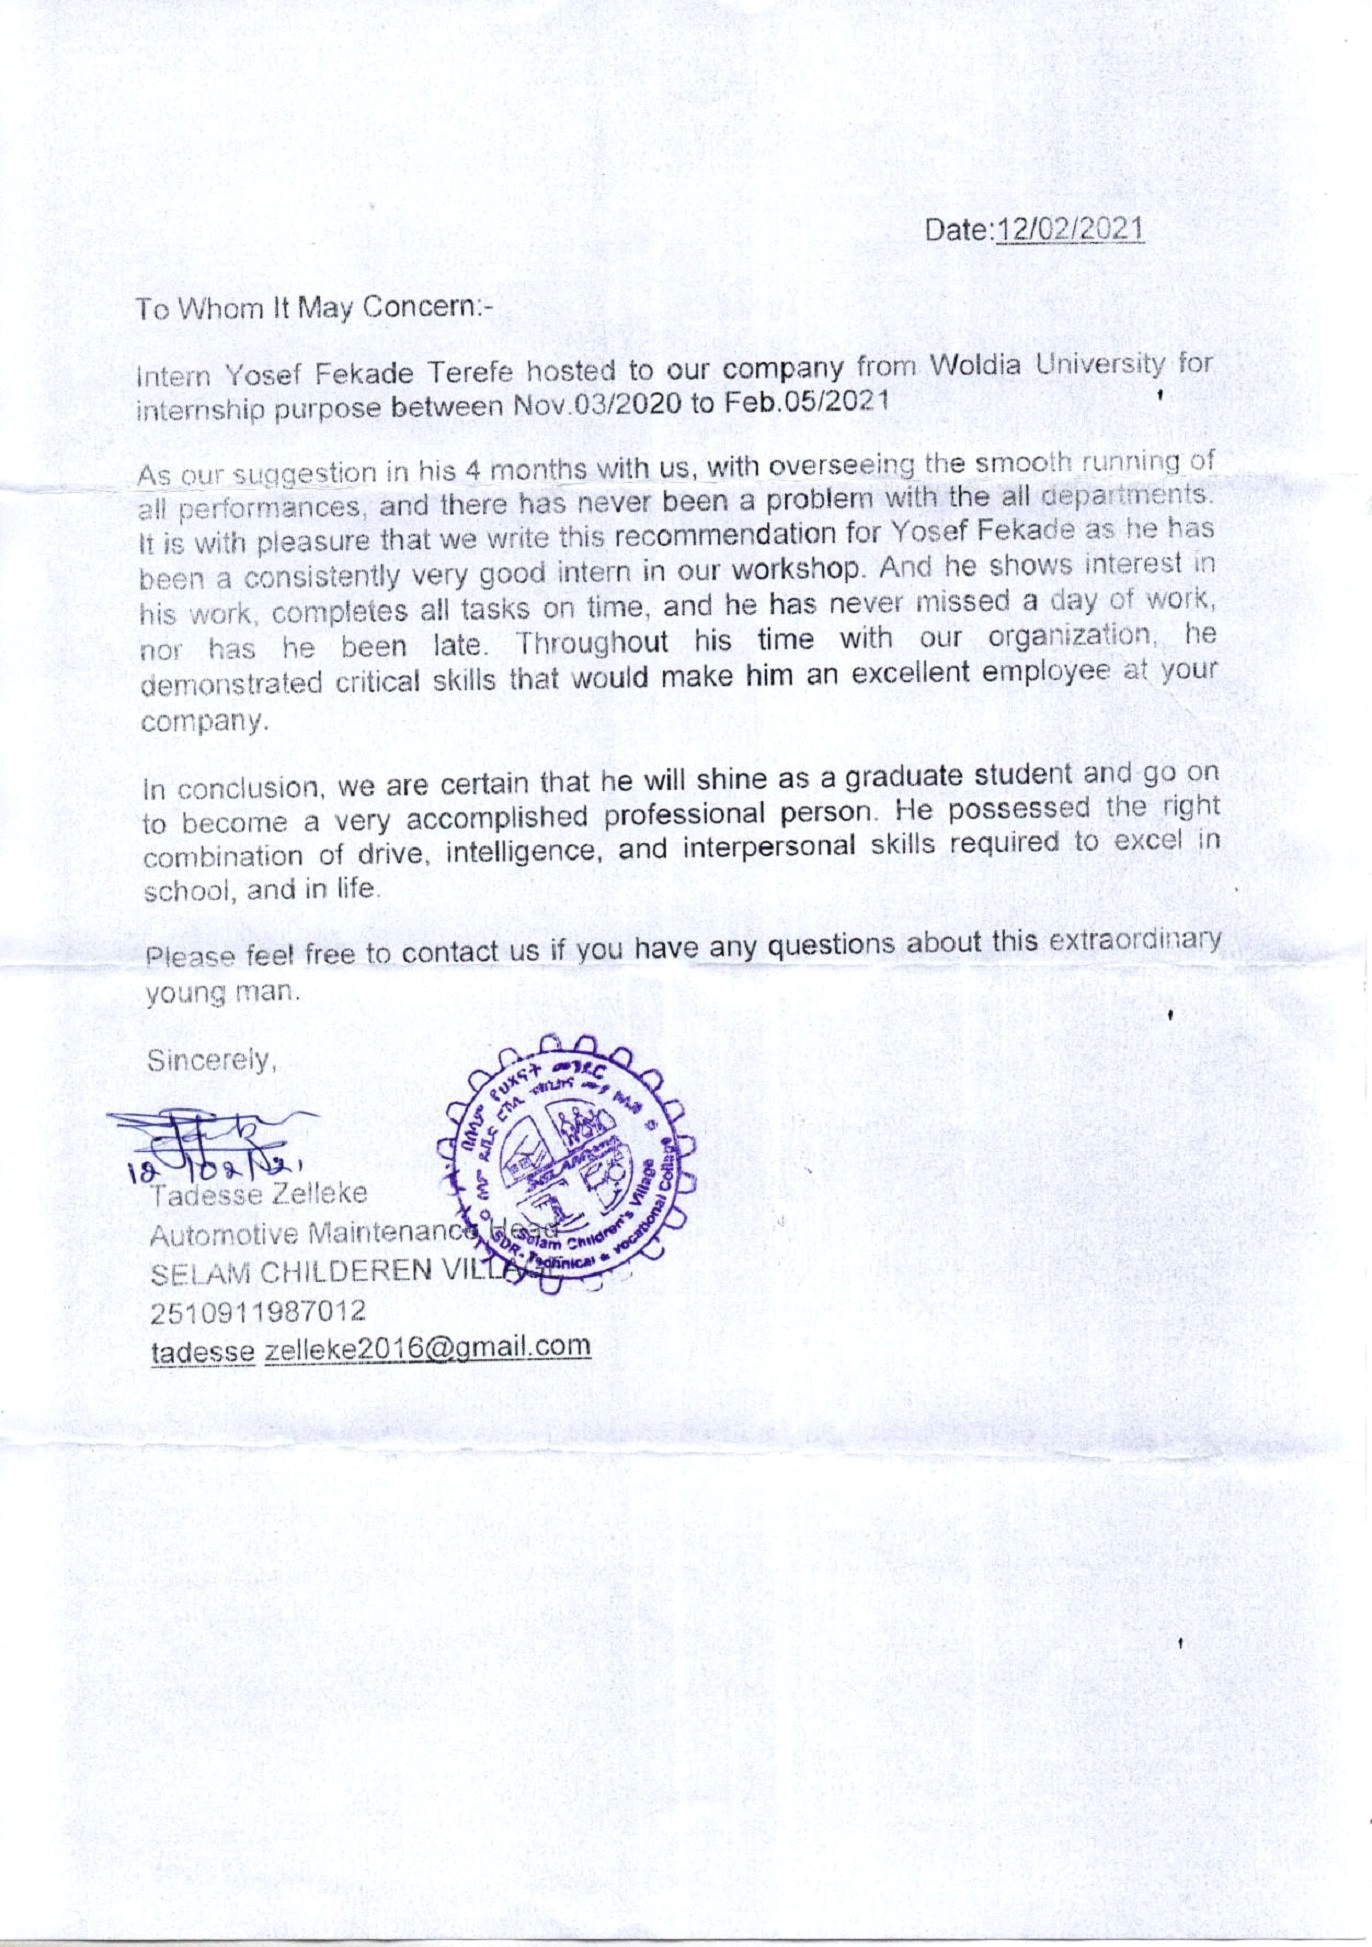 Date:12/02/2021
To Whom It May Concern:-
Intern Yosef Fekade Terefe hosted to our company from Woldia University for
internship purpose between Nov.03/2020 to Feb.05/2021
As our suggestion in his 4 months with us, with overseeing the smooth running of
all performances, and there has never been a problem with the all departments.
It is with pleasure that we write this recommendation for Yosef Fekade as he has
been a consistently very good intern in our workshop. And he shows interest in
his work, completes all tasks on time, and he has never missed a day of work,
nor has he been late. Throughout his time with our organization, he
demonstrated critical skills that would make him an excellent employee at your
company.
In conclusion, we are certain that he will shine as a graduate student and go on
to become a very accomplished professional person. He possessed the right
combination of drive, intelligence, and interpersonal skills required to excel in
school, and in life.
Please feel free to contact us if you have any questions about this extraordinary
young man.
Sincerely,
12/02/21
Tadesse Zelleke
Automotive Maintenance Head
SELAM CHILDEREN VILLAGE
2510911987012
tadesse zelleke2016@gmail.com
በሰላም የህፃናት መንደር
Selam Children's Village
SDR-Technical & Vocational Collage